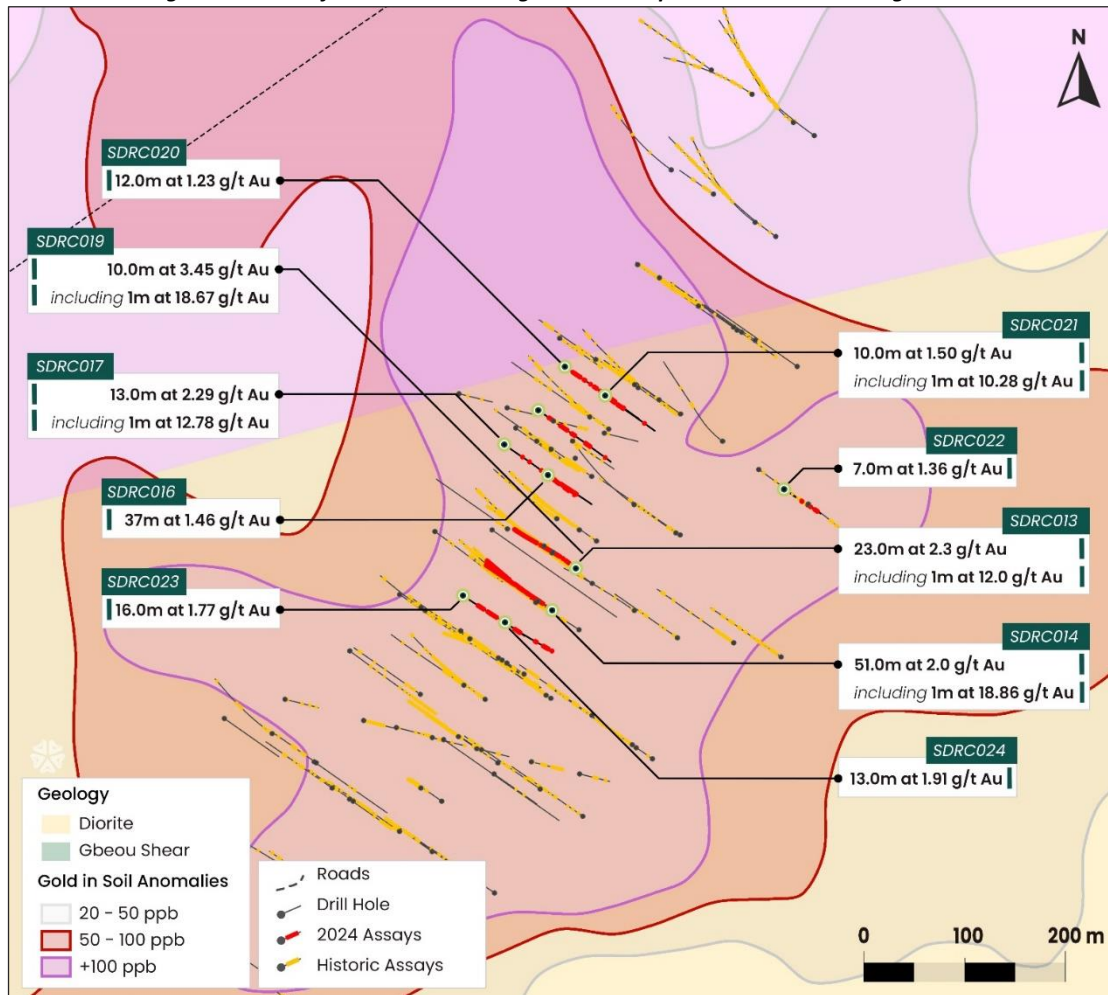 N
SDRC020
12.0m at 1.23 g/t Au
SDRC019
10.0m at 3.45 g/t Au
including 1m at 18.67 g/t Au
SDRC017
13.0m at 2.29 g/t Au
including 1m at 12.78 g/t Au
SDRC016
37m at 1.46 g/t Au
SDRC023
16.0m at 1.77 g/t Au
SDRC021
10.0m at 1.50 g/t Au
including 1m at 10.28 g/t Au
SDRC022
7.0m at 1.36 g/t Au
SDRC013
23.0m at 2.3 g/t Au
including 1m at 12.0 g/t Au
SDRC014
51.0m at 2.0 g/t Au
including 1m at 18.86 g/t Au
SDRC024
13.0m at 1.91 g/t Au
Geology
Diorite
Gbeou Shear
Gold in Soil Anomalies
20 - 50 ppb
50 - 100 ppb
+100 ppb
Roads
Drill Hole
2024 Assays
Historic Assays
0 100 200 m